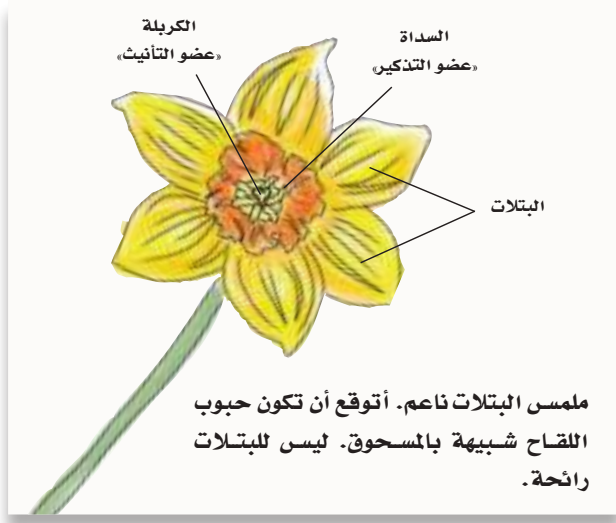 الكربلة
«عضو التأنيث»
السداة
«عضو التذكير»
البتلات
ملمس البتلات ناعم. أتوقع أن تكون حبوب
اللقاح شبيهة بالمسحوق. ليس للبتلات
رائحة.